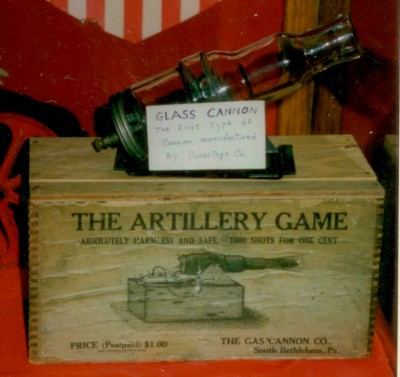 GLASS CANNON
The first Type of
Cannon manufactured
By Conestoga Co.
THE ARTILLERY GAME
ABSOLUTELY HARMLESS AND SAFE - 1000 SHOTS FOR ONE CENT
PRICE (Postpaid) $1.00
THE GAS CANNON CO.,
South Bethlehem, Pa.,